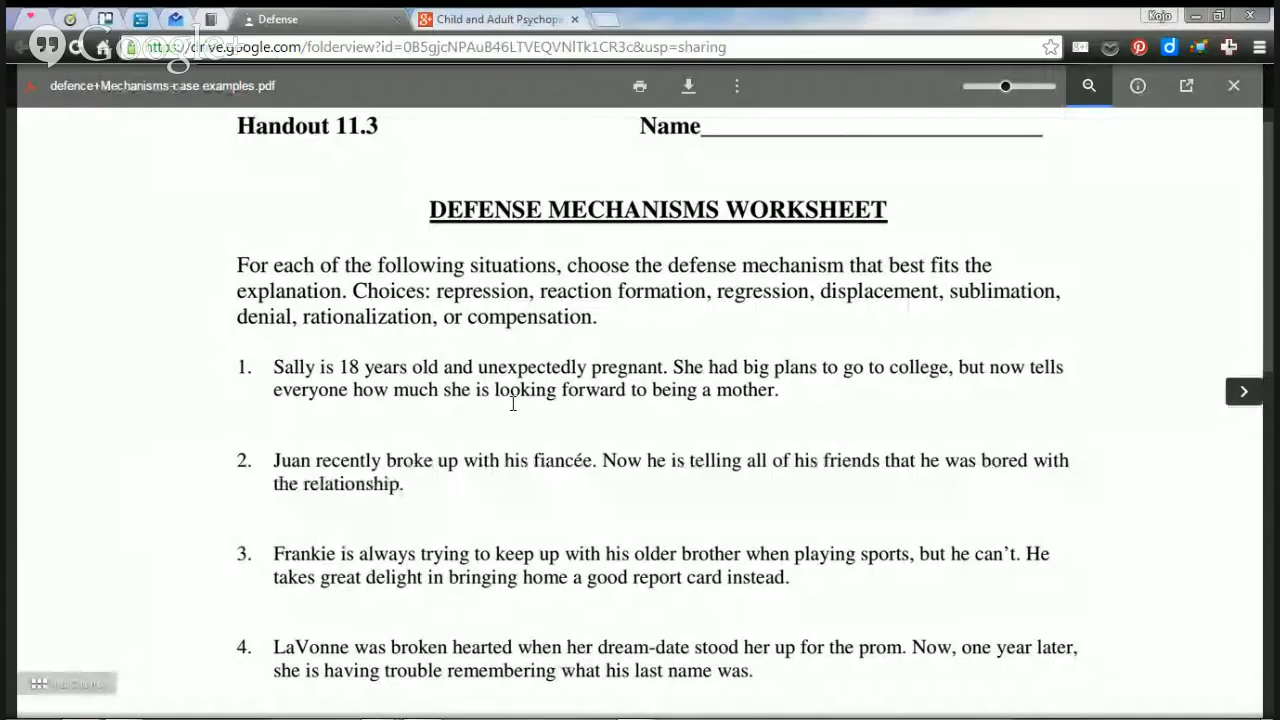 Defense
Child and Adult Psychopa
Kojo
Google+
https://drive.google.com/folderview?id=0B5gjcNPAuB46LTVEQVNlTk1CR3c&usp=sharing
defence+Mechanisms-case examples.pdf
Handout 11.3 Name
DEFENSE MECHANISMS WORKSHEET
For each of the following situations, choose the defense mechanism that best fits the
explanation. Choices: repression, reaction formation, regression, displacement, sublimation,
denial, rationalization, or compensation.
1. Sally is 18 years old and unexpectedly pregnant. She had big plans to go to college, but now tells
everyone how much she is looking forward to being a mother.
2. Juan recently broke up with his fiancée. Now he is telling all of his friends that he was bored with
the relationship.
3. Frankie is always trying to keep up with his older brother when playing sports, but he can't. He
takes great delight in bringing home a good report card instead.
4. LaVonne was broken hearted when her dream-date stood her up for the prom. Now, one year later,
she is having trouble remembering what his last name was.